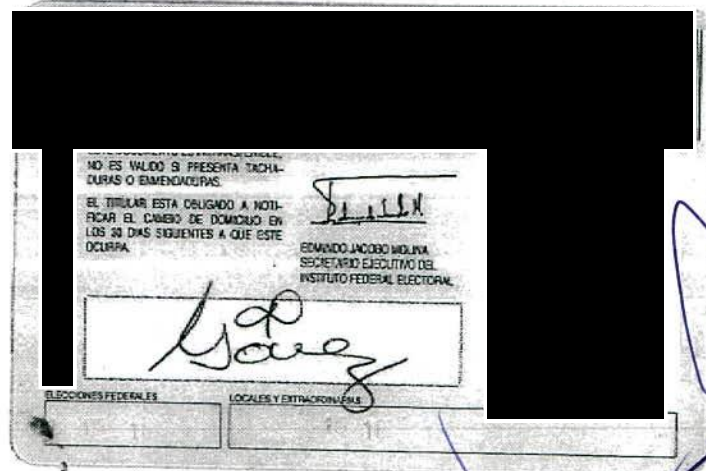 NO ES VALIDO SI PRESENTA TACHA-
DURAS O ENMENDADURAS.
EL TITULAR ESTA OBLIGADO A NOTI-
FICAR EL CAMBIO DE DOMICILIO EN
LOS 30 DIAS SIGUIENTES A QUE ESTE
OCURRA.
EDMUNDO JACOBO MOLINA
SECRETARIO EJECUTIVO DEL
INSTITUTO FEDERAL ELECTORAL
ELECCIONES FEDERALES
LOCALES Y EXTRAORDINARIAS